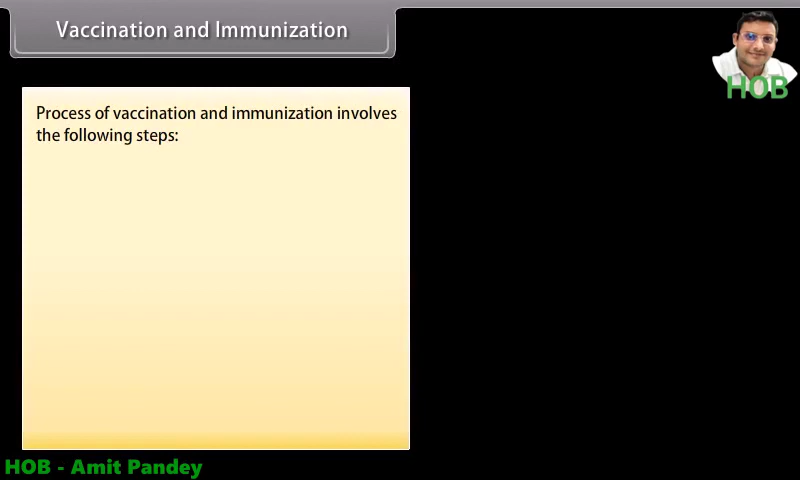 Vaccination and Immunization
HOB
Process of vaccination and immunization involves
the following steps:
HOB - Amit Pandey